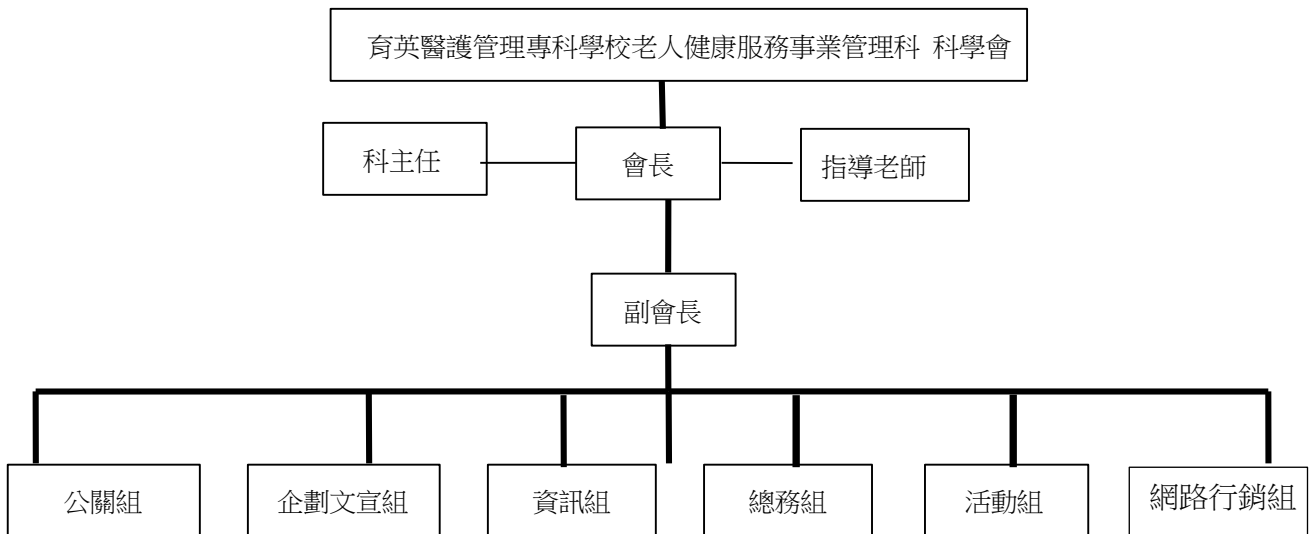 育英醫護管理專科學校老人健康服務事業管理科 科學會
科主任
會長
指導老師
副會長
公關組
企劃文宣組
資訊組
總務組
活動組
網路行銷組